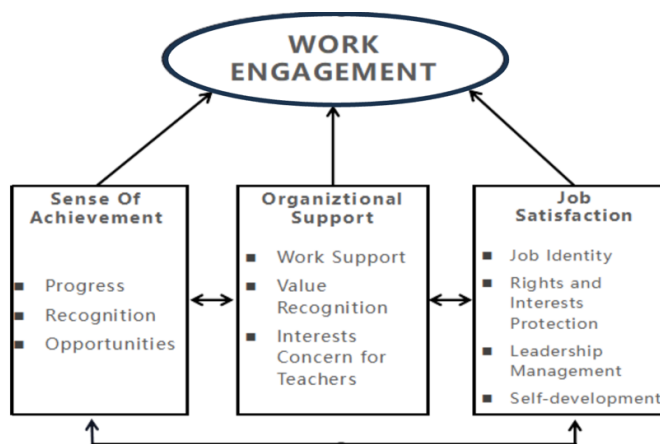 WORK
ENGAGEMENT
Sense Of
Achievement
■ Progress
■ Recognition
■ Opportunities
Organiztional
Support
■ Work Support
■ Value
Recognition
■ Interests
Concern for
Teachers
Job
Satisfaction
■ Job Identity
■ Rights and
Interests
Protection
■ Leadership
Management
■ Self-development